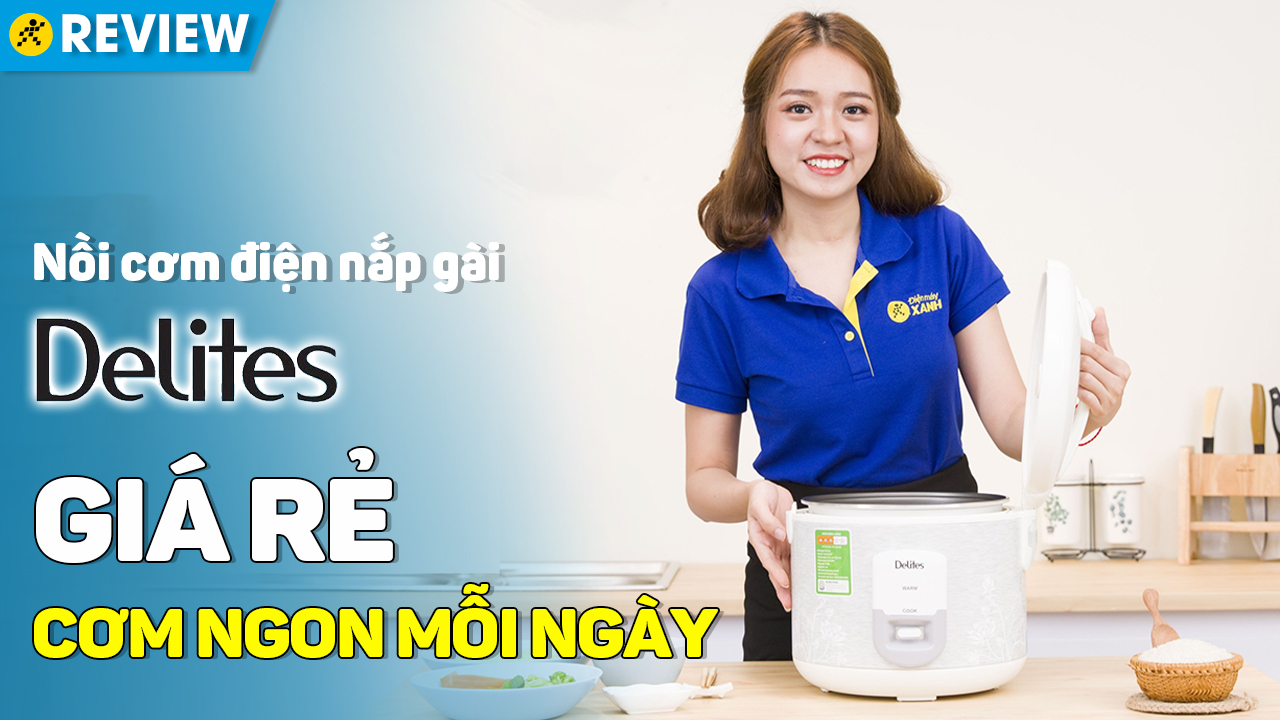 REVIEW
Nồi cơm điện nắp gài
Delites
GIÁ RẺ
CƠM NGON MỖI NGÀY
Điện máy
XANH
Delites
WARM
COOK